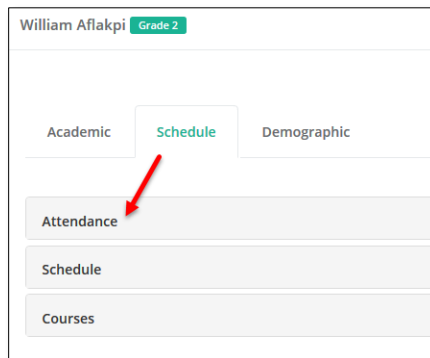 William Aflakpi Grade 2
Academic Schedule Demographic
Attendance
Schedule
Courses